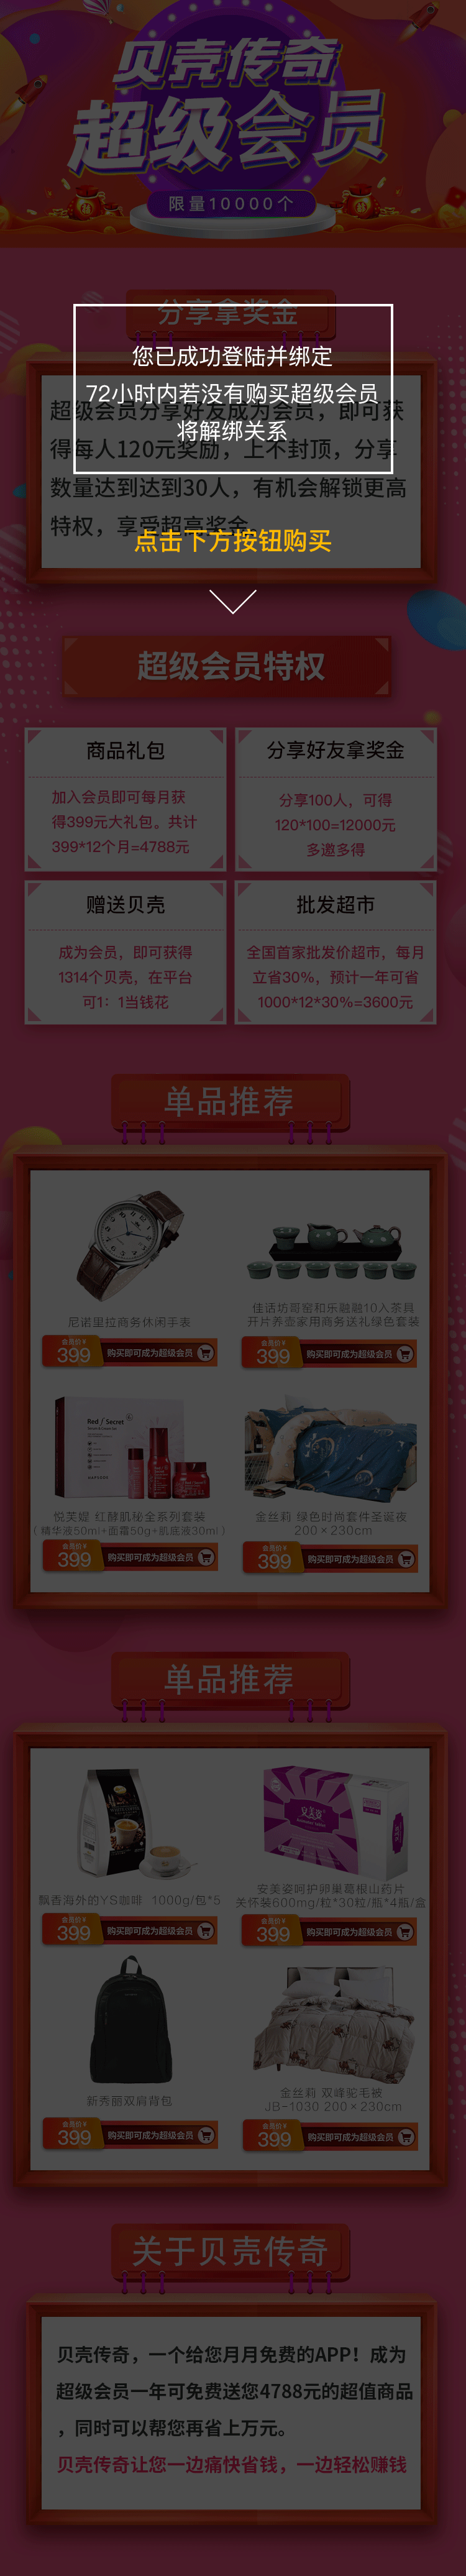 贝壳传奇
超级会员
限量10000个
分享拿奖金
您已成功登陆并绑定
72小时内若没有购买超级会员
将解绑关系
超级会员分享好友成为会员，即可获
得每人120元奖励，上不封顶，分享
数量达到达到30人，有机会解锁更高
特权，享受超高奖金。
点击下方按钮购买
超级会员特权
商品礼包
加入会员即可每月获
得399元大礼包。共计
399*12个月=4788元
分享好友拿奖金
分享100人，可得
120*100=12000元
多邀多得
赠送贝壳
成为会员，即可获得
1314个贝壳，在平台
可1：1当钱花
批发超市
全国首家批发价超市，每月
立省30%，预计一年可省
1000*12*30%=3600元
单品推荐
尼诺里拉商务休闲手表
会员价¥
399
购买即可成为超级会员
佳话坊哥窑和乐融融10入茶具
开片养壶家用商务送礼绿色套装
会员价¥
399
购买即可成为超级会员
Red Secret
悦芙媞 红酵肌秘全系列套装
（精华液50ml+面霜50g+肌底液30ml）
会员价¥
399
购买即可成为超级会员
金丝莉 绿色时尚套件圣诞夜
200×230cm
会员价¥
399
购买即可成为超级会员
单品推荐
飘香海外的YS咖啡 1000g/包*5
会员价¥
399
购买即可成为超级会员
安美姿
安美姿呵护卵巢葛根山药片
关怀装600mg/粒*30粒/瓶*4瓶/盒
会员价¥
399
购买即可成为超级会员
新秀丽双肩背包
会员价¥
399
购买即可成为超级会员
金丝莉 双峰驼毛被
JB-1030 200×230cm
会员价¥
399
购买即可成为超级会员
关于贝壳传奇
贝壳传奇，一个给您月月免费的APP！成为
超级会员一年可免费送您4788元的超值商品
，同时可以帮您再省上万元。
贝壳传奇让您一边痛快省钱，一边轻松赚钱